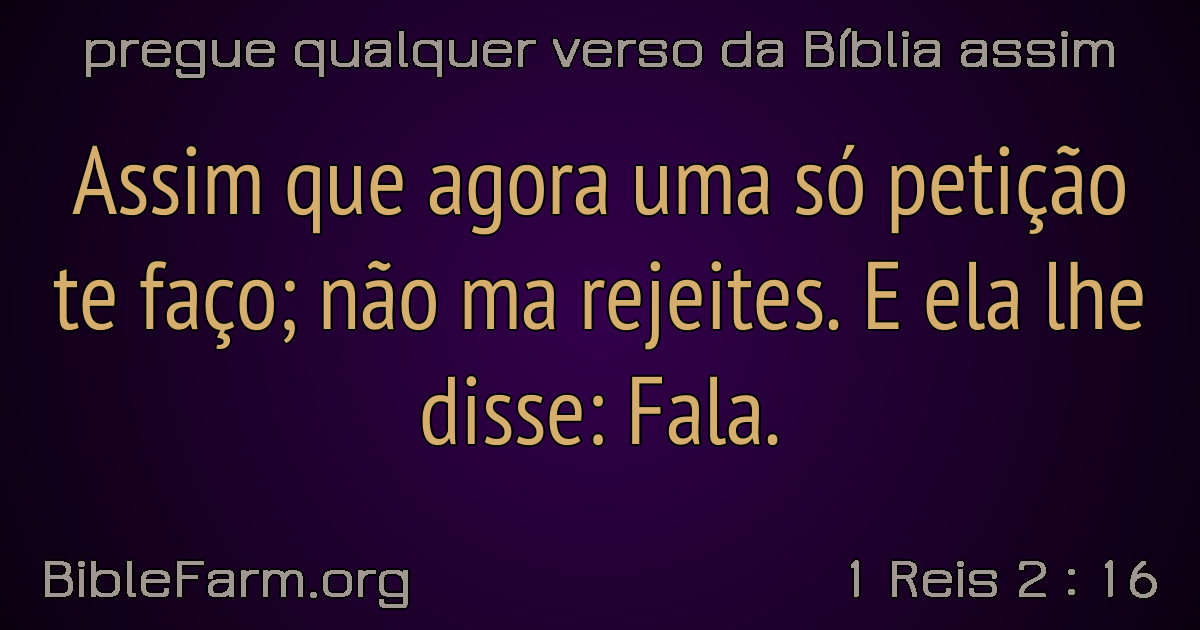 pregue qualquer verso da Bíblia assim
Assim que agora uma só petição
te faço; não ma rejeites. E ela lhe
disse: Fala.
BibleFarm.org
1 Reis 2 : 16